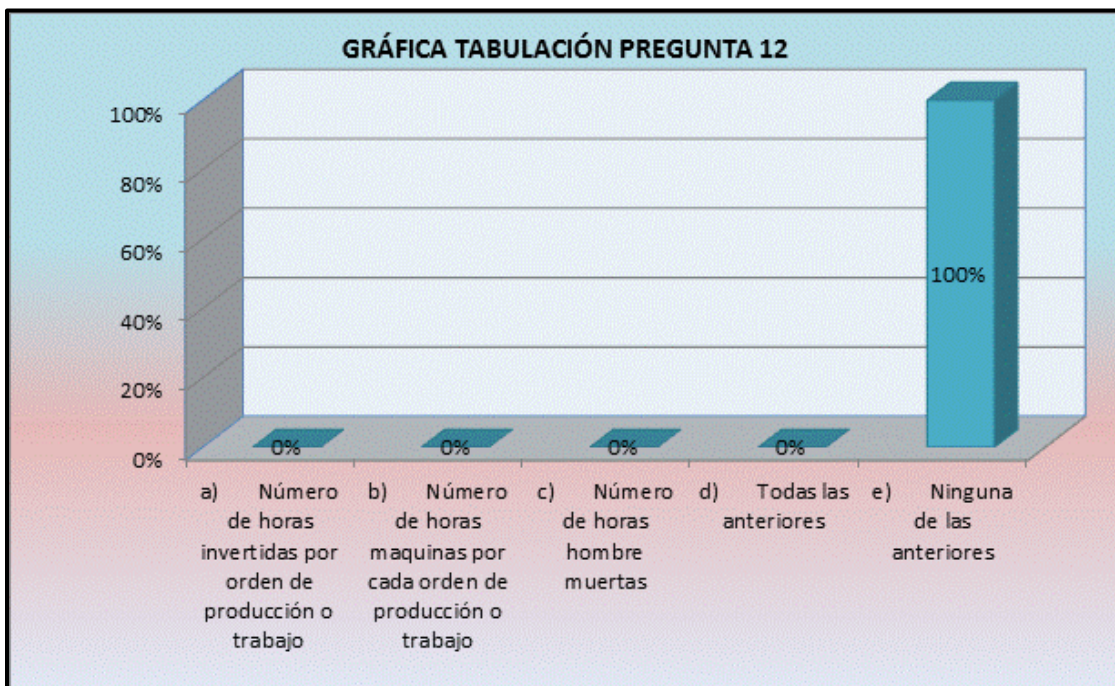 GRÁFICA TABULACIÓN PREGUNTA 12
100%
80%
60%
40%
20%
0%
0%
0%
0%
0%
100%
a) Número
de horas
invertidas por
orden de
producción o
trabajo
b) Número
de horas
maquinas por
cada orden de
producción o
trabajo
c) Número
de horas
hombre
muertas
d) Todas las
anteriores
e) Ninguna
de las
anteriores